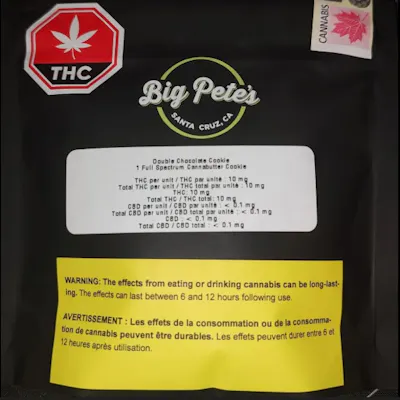 THC
CANNABIS
Big Pete's
SANTA CRUZ, CA
Double Chocolate Cookie
1 Full Spectrum Cannabutter Cookie
THC per unit / THC par unité : 10 mg
Total THC per unit / THC total par unité : 10 mg
THC: 10 mg
Total THC / THC total: 10 mg
CBD per unit / CBD par unité : < 0.1 mg
Total CBD per unit / CBD total par unité : < 0.1 mg
CBD : < 0.1 mg
Total CBD / CBD total : < 0.1 mg
WARNING: The effects from eating or drinking cannabis can be long-last-
ing. The effects can last between 6 and 12 hours following use.
AVERTISSEMENT : Les effets de la consommation ou de la consomma-
tion de cannabis peuvent être durables. Les effets peuvent durer entre 6 et
12 heures après utilisation.